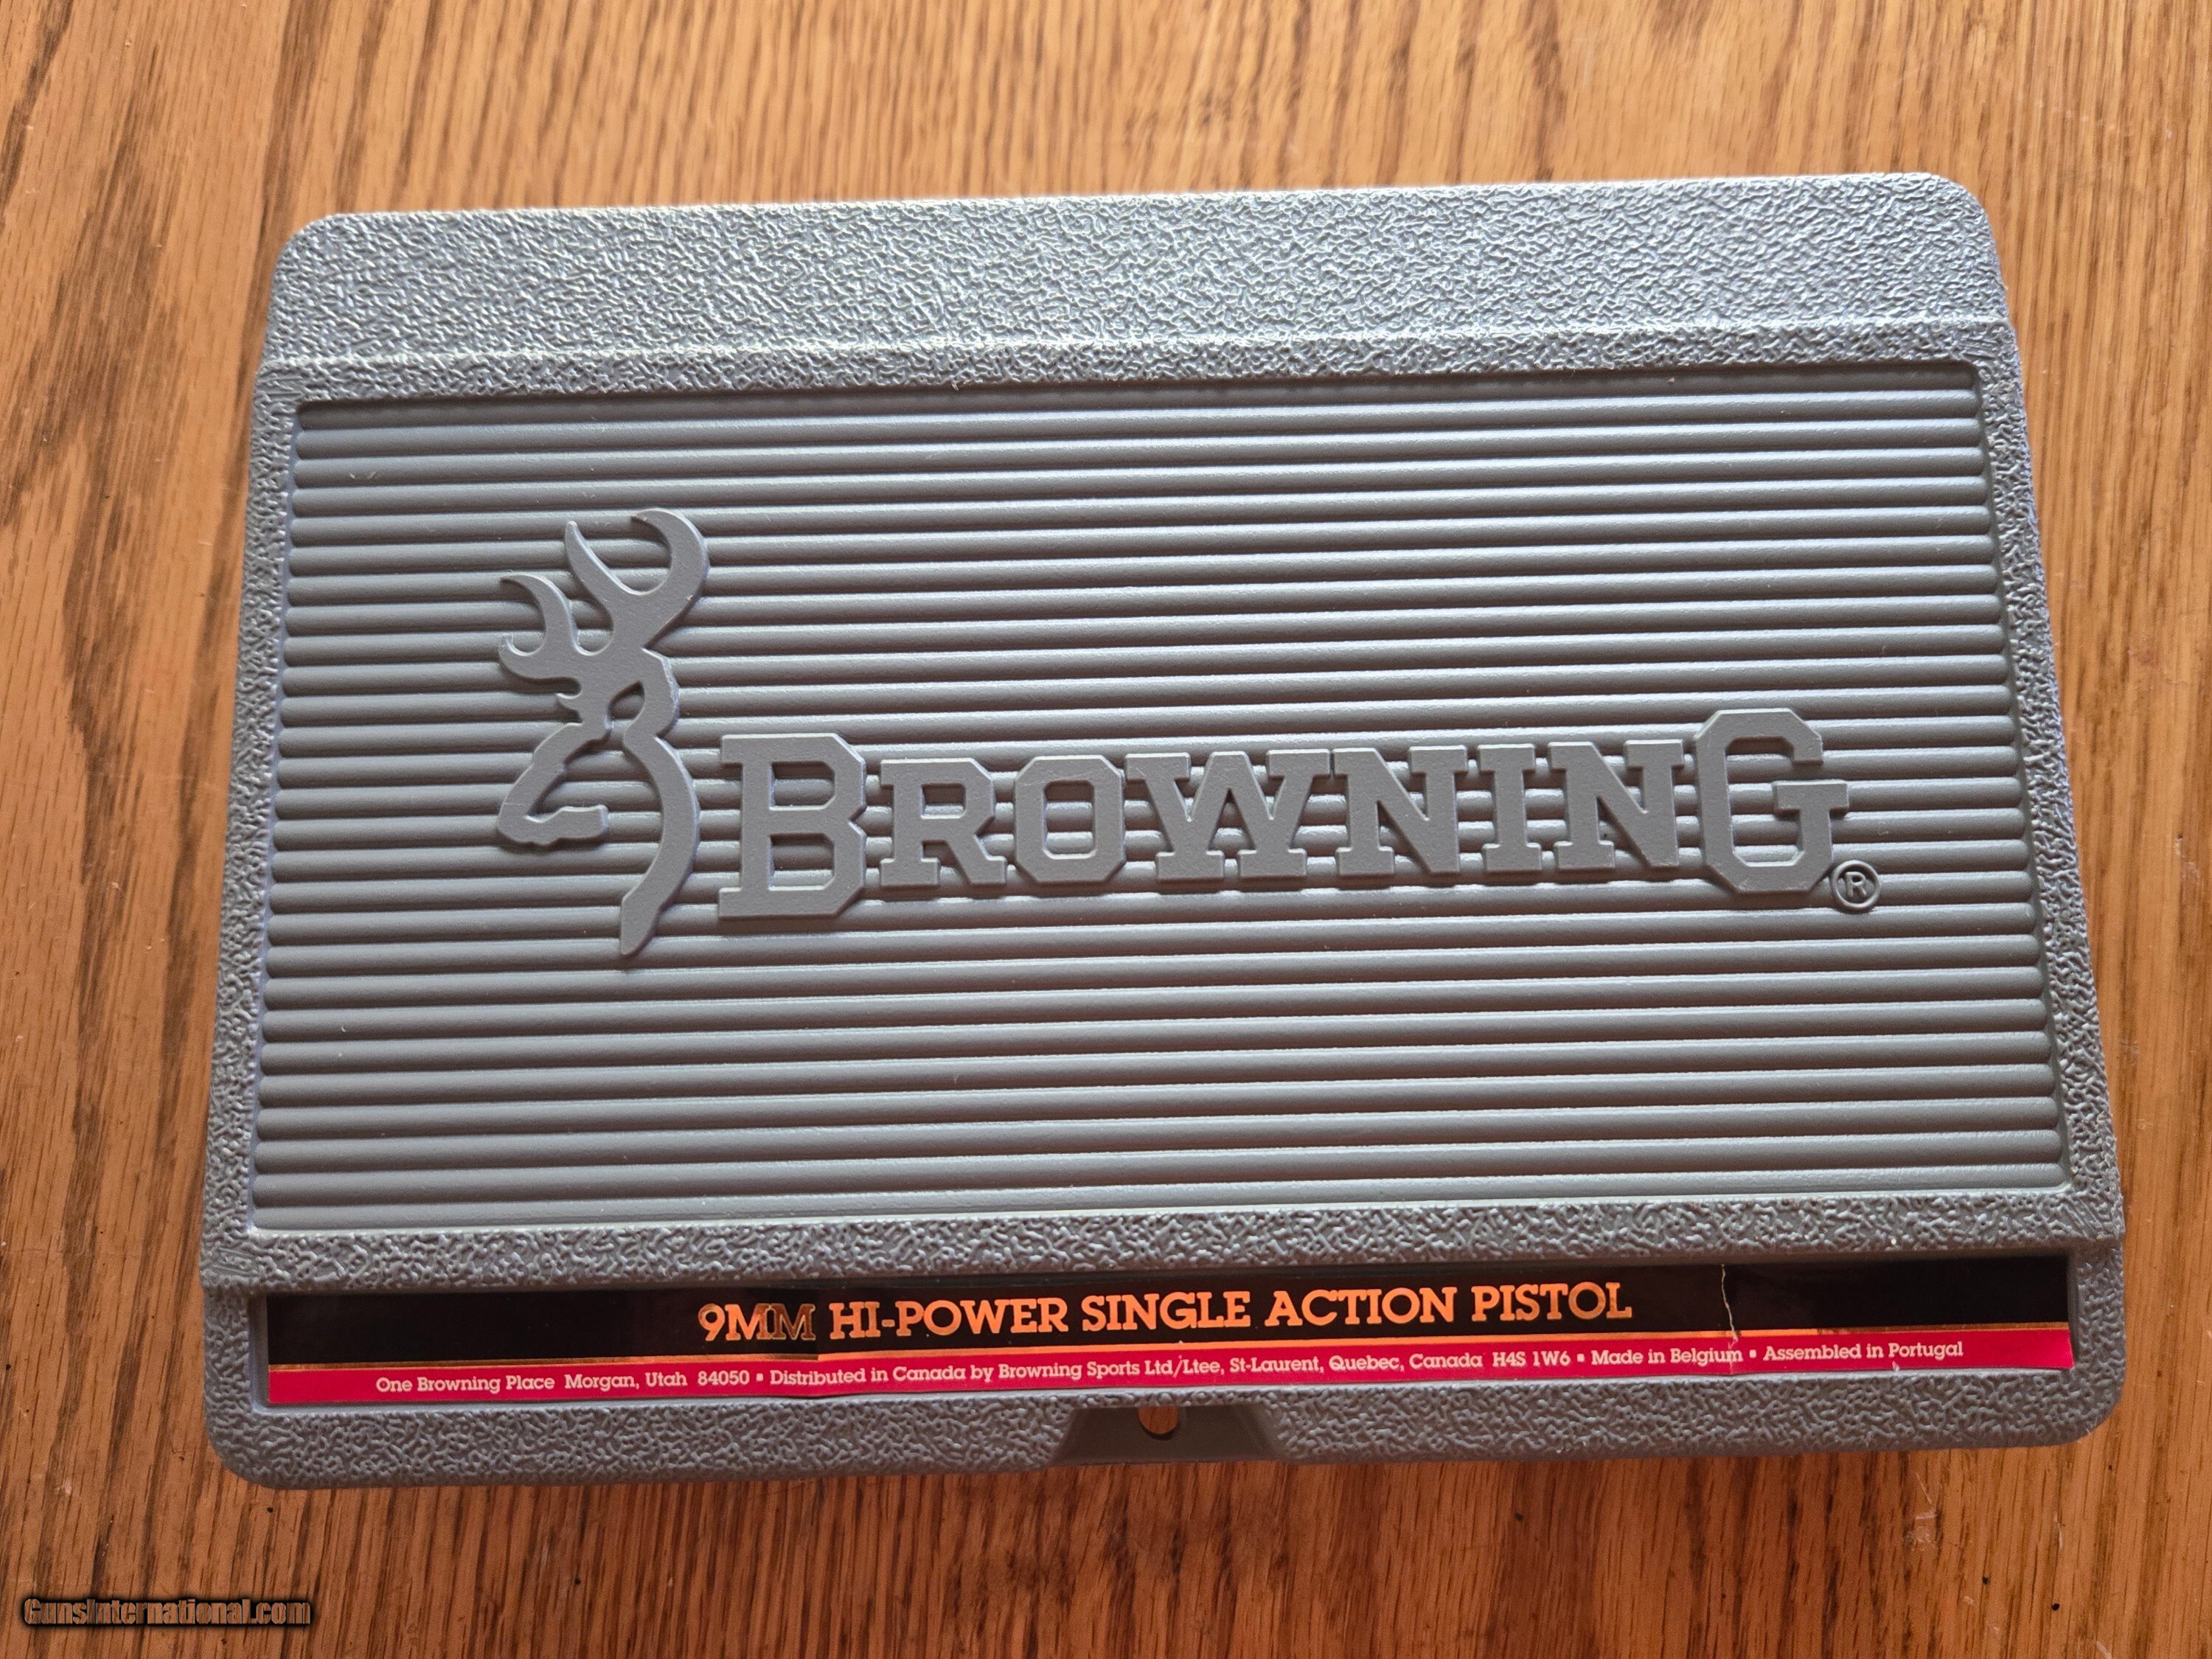 BROWNING®
9MM HI-POWER SINGLE ACTION PISTOL
One Browning Place Morgan, Utah 84050 ▪ Distributed in Canada by Browning Sports Ltd/Ltee, St-Laurent, Quebec, Canada H4S 1W6 ▪ Made in Belgium ▪ Assembled in Portugal
GunsInternational.com